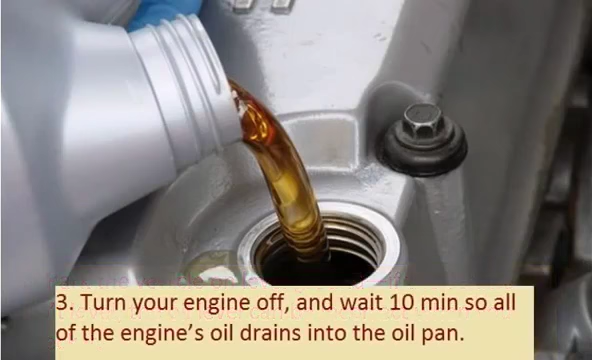 3. Turn your engine off, and wait 10 min so all
of the engine's oil drains into the oil pan.